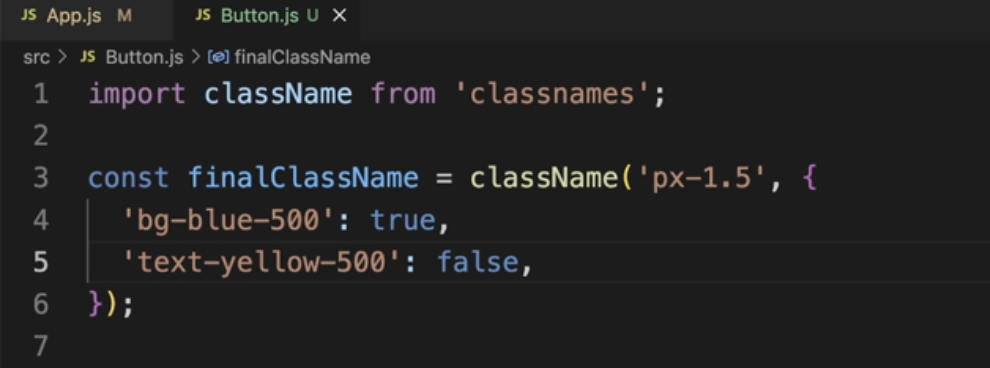 JS App.js M JS Button.js U ×
src > JS Button.js > finalClassName
1 import className from 'classnames';
2
3 const finalClassName = className('px-1.5', {
4 'bg-blue-500': true,
5 'text-yellow-500': false,
6 });
7